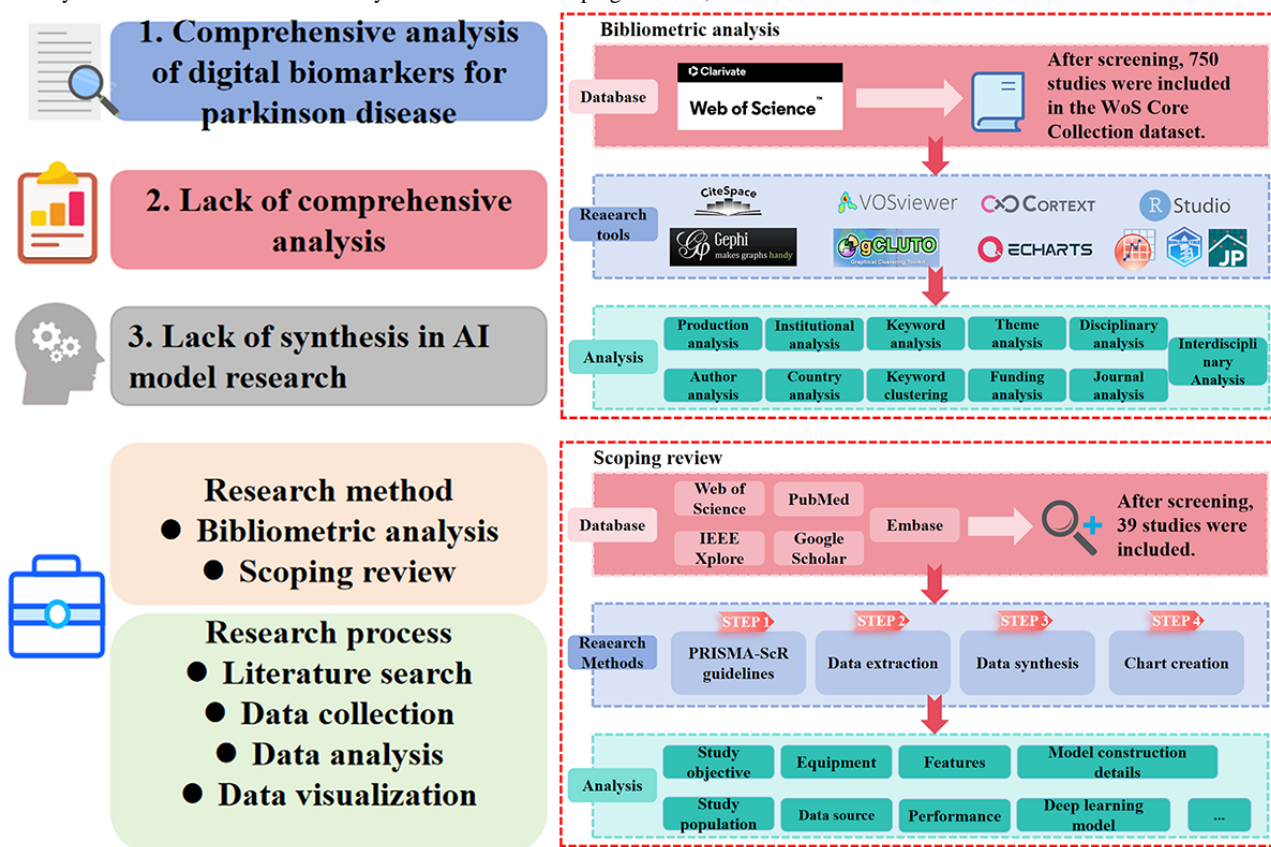 1. Comprehensive analysis
of digital biomarkers for
parkinson disease
2. Lack of comprehensive
analysis
3. Lack of synthesis in AI
model research
Research method
● Bibliometric analysis
● Scoping review
Research process
● Literature search
● Data collection
● Data analysis
● Data visualization
Bibliometric analysis
Database
Clarivate
Web of Science™
After screening, 750
studies were included
in the WoS Core
Collection dataset.
Reaearch
tools
CiteSpace
VOSviewer
CORTEXT
R Studio
Gephi
makes graphs handy
gCLUTO
Graphical Clustering Toolkit
ECHARTS
JP
Analysis
Production
analysis
Institutional
analysis
Keyword
analysis
Theme
analysis
Disciplinary
analysis
Interdiscipli
nary
Analysis
Author
analysis
Country
analysis
Keyword
clustering
Funding
analysis
Journal
analysis
Scoping review
Database
Web of
Science
PubMed
IEEE
Xplore
Google
Scholar
Embase
After screening,
39 studies were
included.
Reaearch
Methods
STEP 1
PRISMA-ScR
guidelines
STEP 2
Data extraction
STEP 3
Data synthesis
STEP 4
Chart creation
Analysis
Study
objective
Equipment
Features
Model construction
details
Study
population
Data source
Performance
Deep learning
model
...